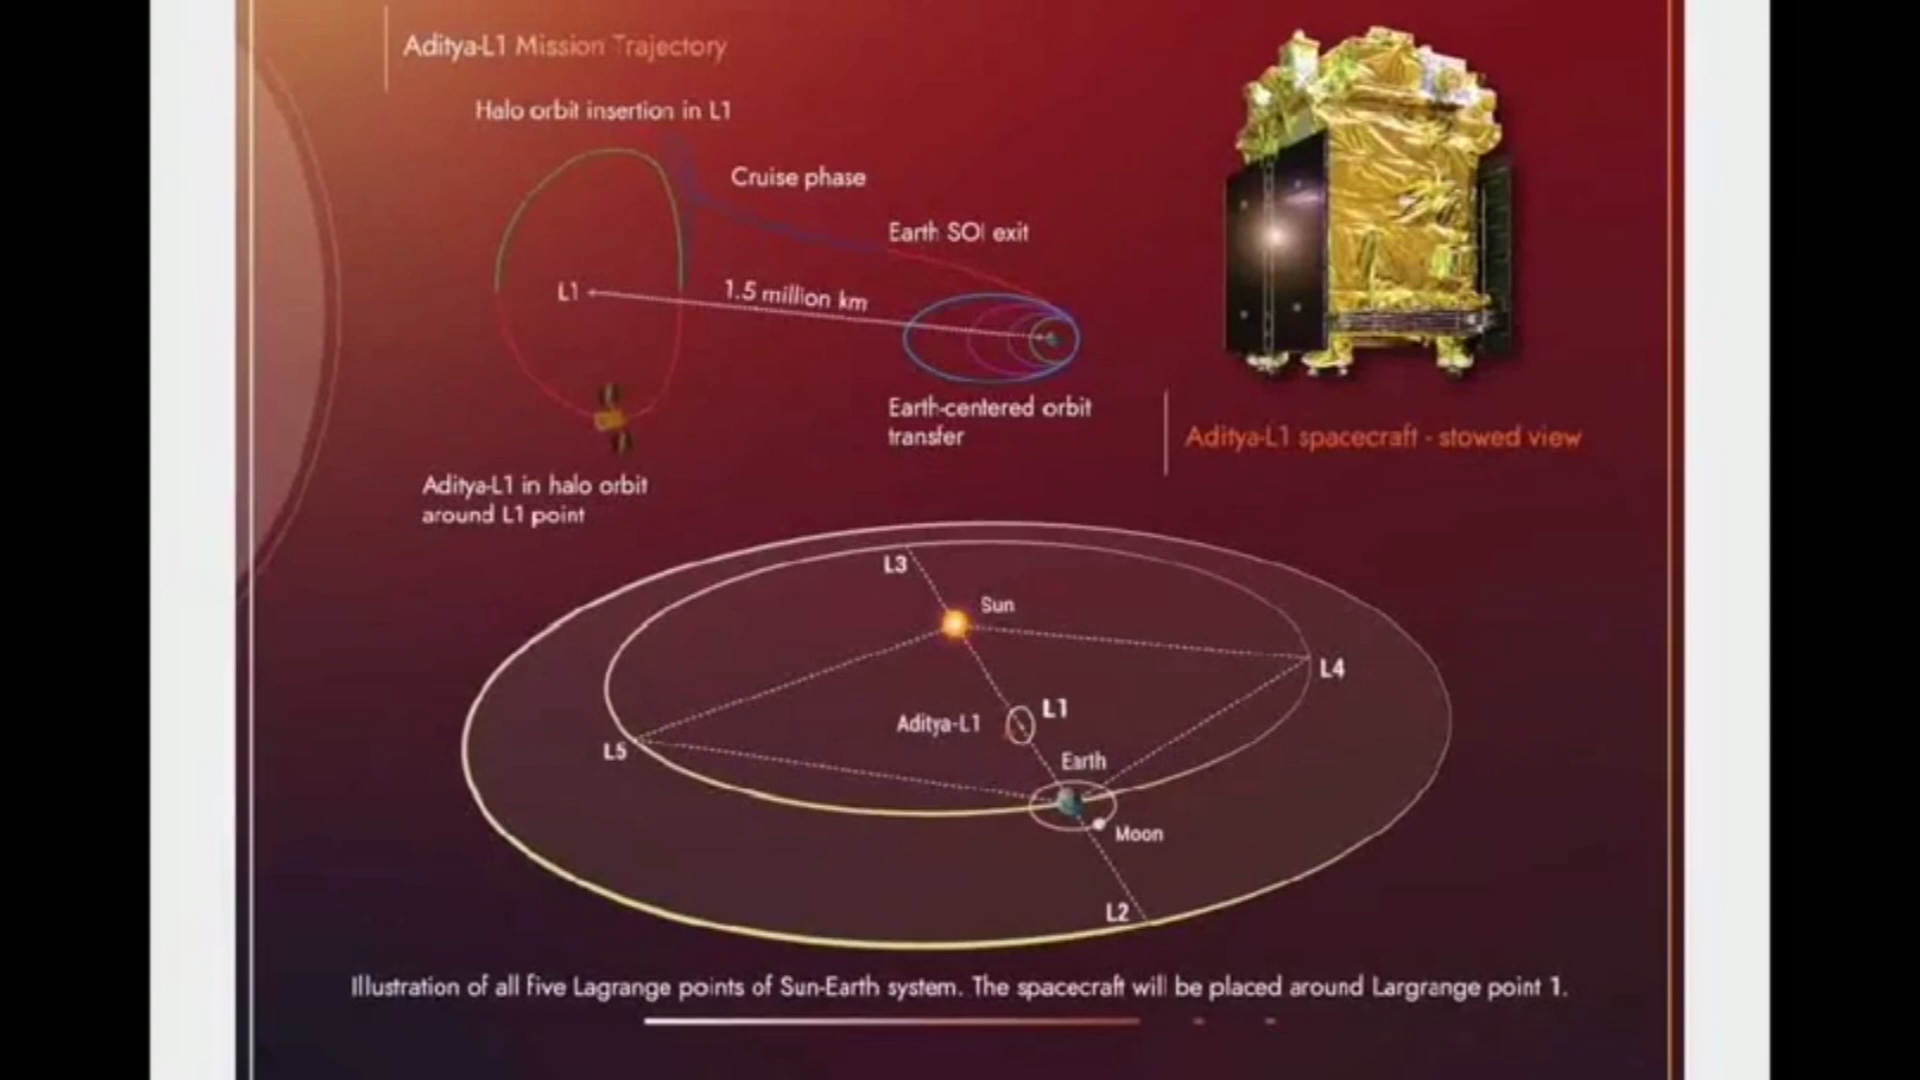 Aditya-L1 Mission Trajectory
Halo orbit insertion in L1
Cruise phase
Earth SOI exit
L1
1.5 million km
Earth-centered orbit
transfer
Aditya-L1 spacecraft - stowed view
Aditya-L1 in halo orbit
around L1 point
L3
Sun
L4
L1
Aditya-L1
L5
Earth
Moon
L2
Illustration of all five Lagrange points of Sun-Earth system. The spacecraft will be placed around Largrange point 1.